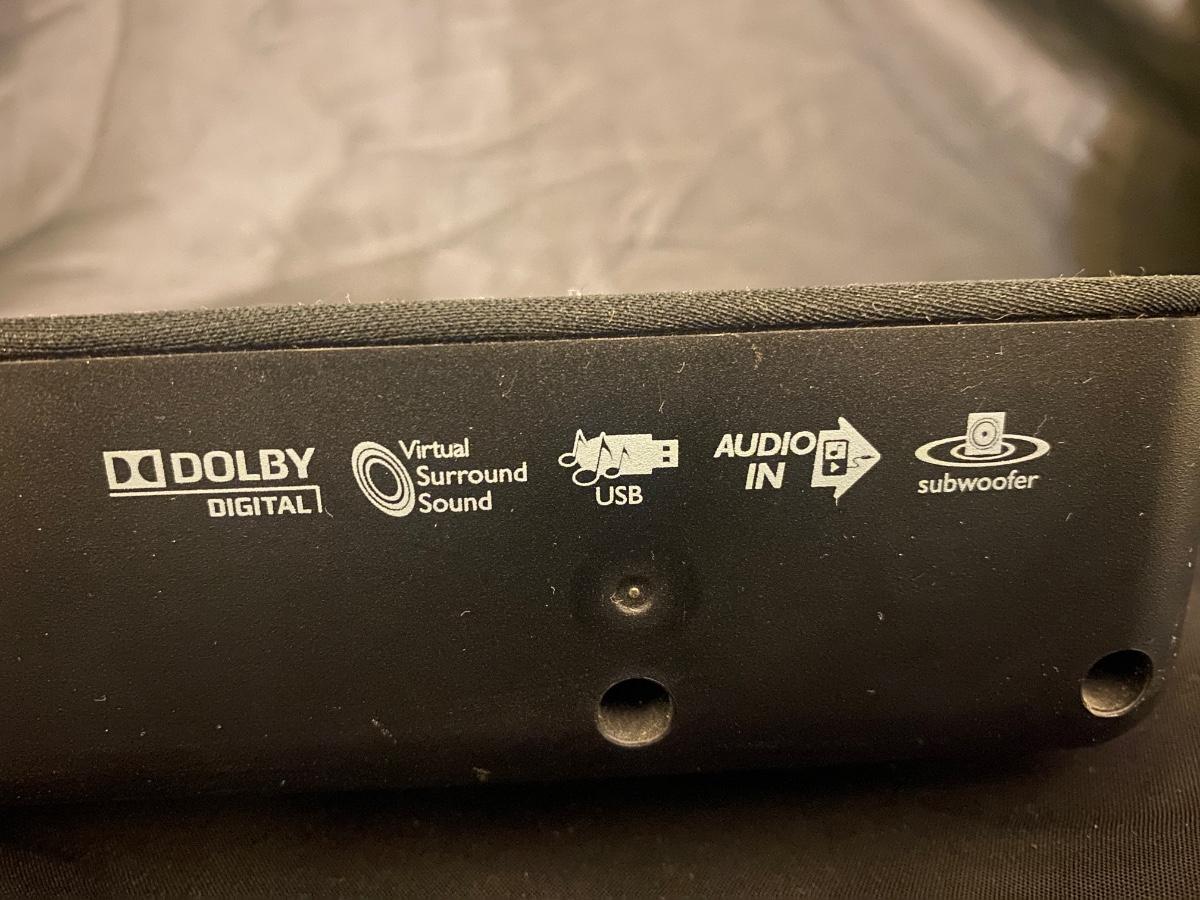 DOLBY
DIGITAL
Virtual
Surround
Sound
USB
AUDIO
IN
subwoofer